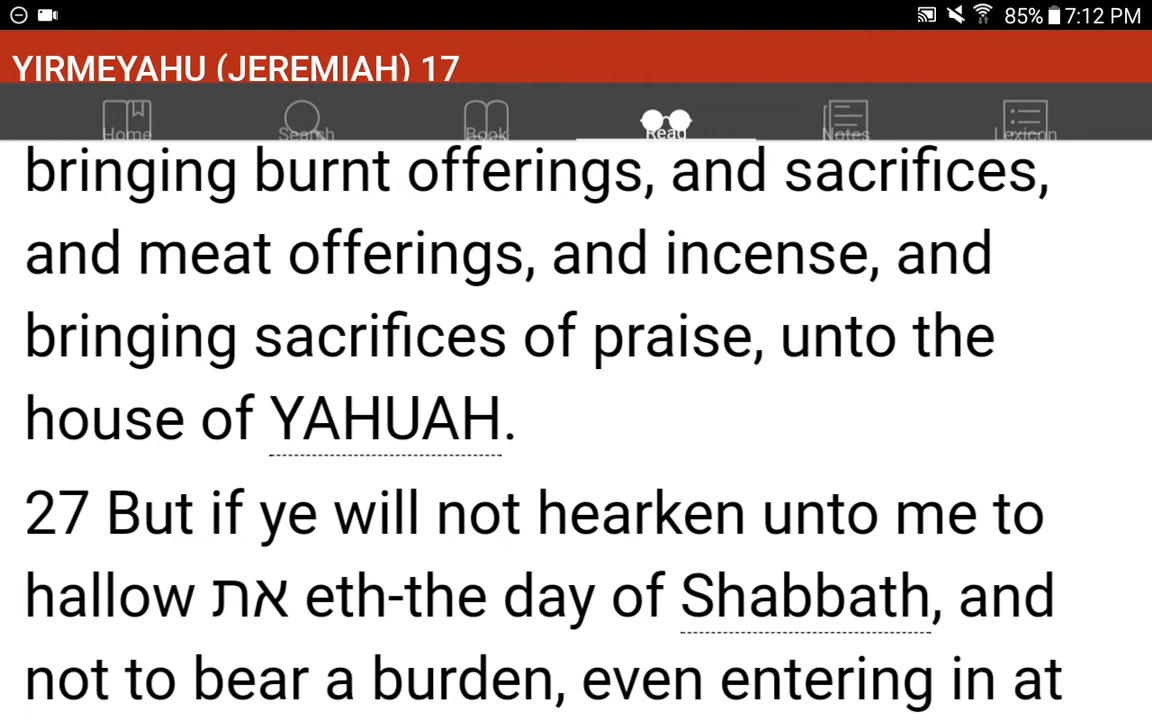 85% 7:12 PM
YIRMEYAHU (JEREMIAH) 17
Home Search Book Read Notes Lexicon
bringing burnt offerings, and sacrifices,
and meat offerings, and incense, and
bringing sacrifices of praise, unto the
house of YAHUAH.
27 But if ye will not hearken unto me to
hallow את eth-the day of Shabbath, and
not to bear a burden, even entering in at